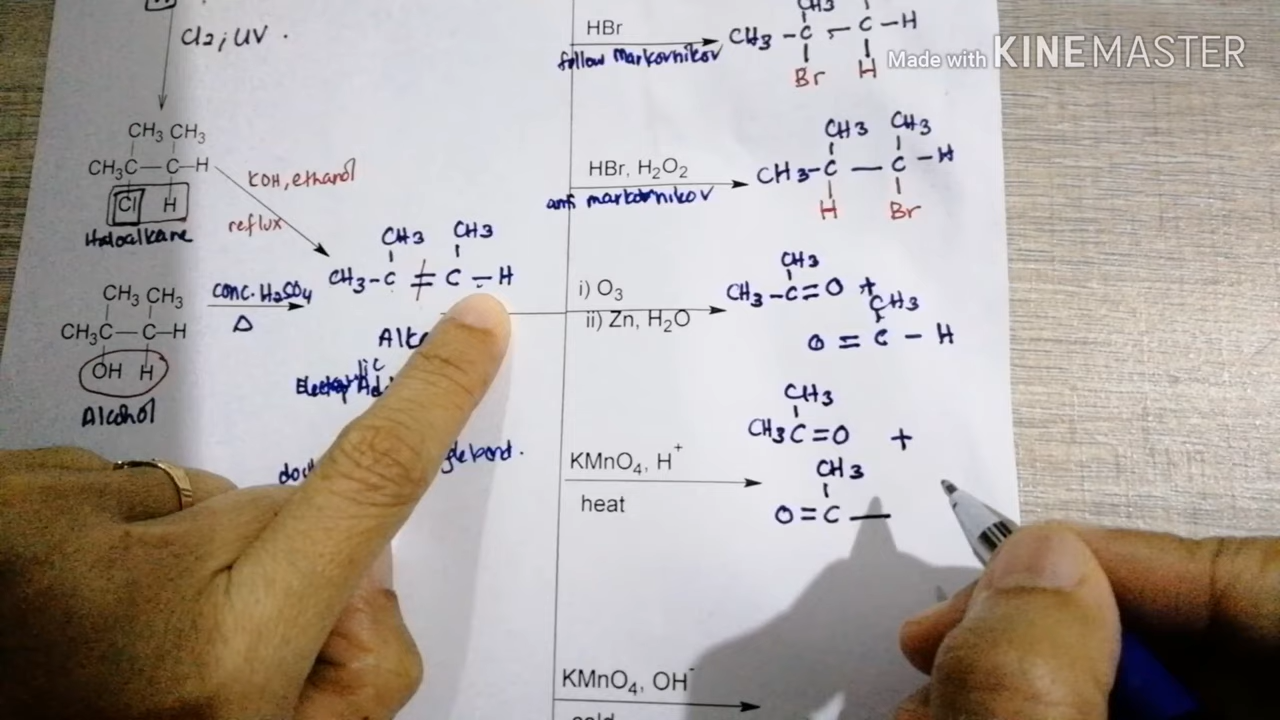 Cl2, UV.
CH3 CH3
CH3C—C—H
Cl H
Haloalkane
KOH, ethanol
reflux
CH3 CH3
CH3C—C—H
OH H
Alcohol
conc. H2SO4
Δ
CH3 CH3
CH3-C=C-H
HBr
follow Markovnikov
CH3
CH3-C-C-H
Br H
Made with KINEMASTER
HBr, H2O2
anti markovnikov
CH3 CH3
CH3-C—C-H
H Br
i) O3
ii) Zn, H2O
CH3
CH3-C=O +
CH3
O=C-H
KMnO4, H+
heat
CH3
CH3C=O +
CH3
O=C—
KMnO4, OH-